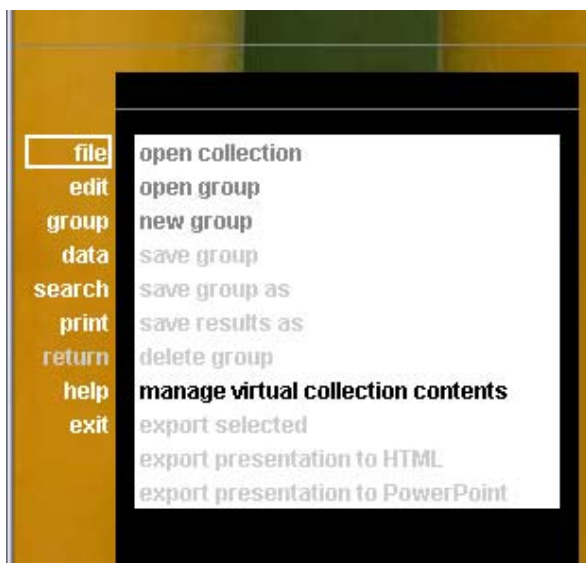 file
edit
group
data
search
print
return
help
exit
open collection
open group
new group
save group
save group as
save results as
delete group
manage virtual collection contents
export selected
export presentation to HTML
export presentation to PowerPoint